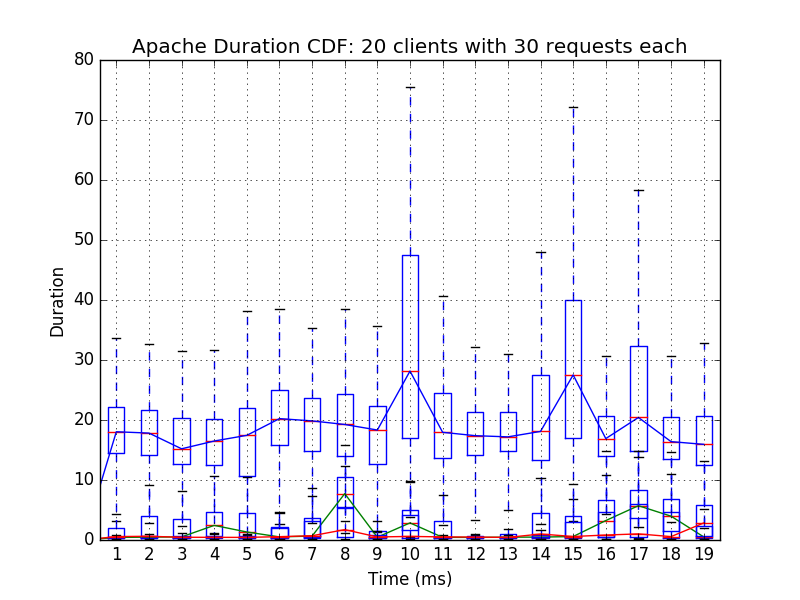 Apache Duration CDF: 20 clients with 30 requests each
80
70
60
50
40
30
20
10
0
Duration
1 2 3 4 5 6 7 8 9 10 11 12 13 14 15 16 17 18 19
Time (ms)